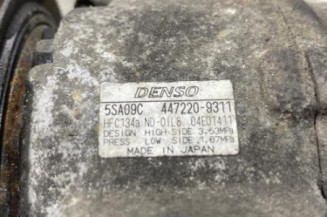 DENSO
5SA09C 447220-9311
HFC134a ND-OIL8 04E01411
DESIGN HIGH SIDE 3.53MPa
PRESS LOW SIDE 1.67MPa
MADE IN JAPAN